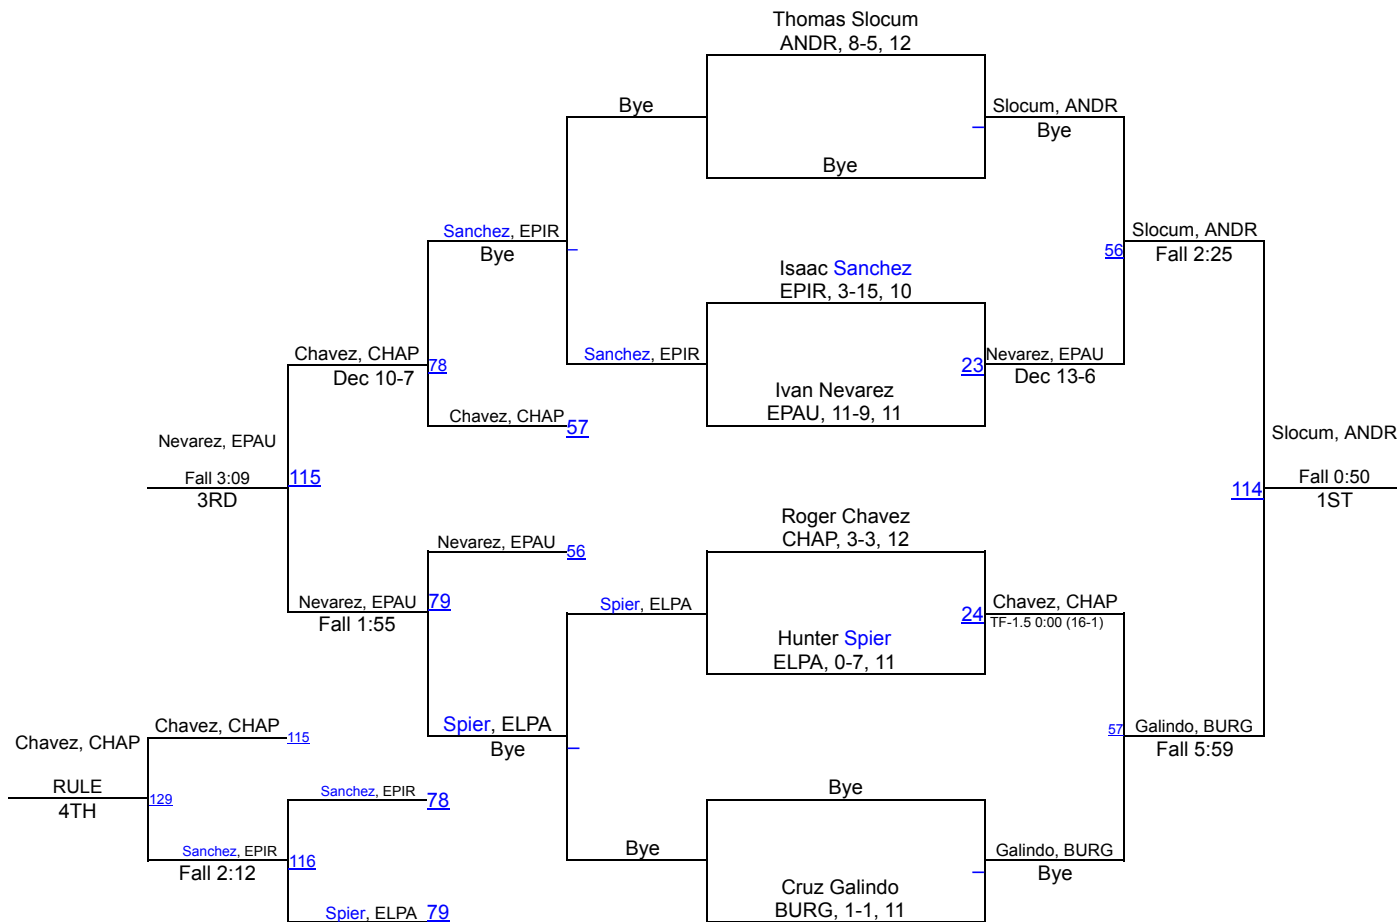 Thomas Slocum
ANDR, 8-5, 12
Bye
Slocum, ANDR
Bye
Bye
Sanchez, EPIR
Bye
Slocum, ANDR
56
Fall 2:25
Isaac Sanchez
EPIR, 3-15, 10
Chavez, CHAP
78
Dec 10-7
Sanchez, EPIR
23
Nevarez, EPAU
Dec 13-6
Ivan Nevarez
EPAU, 11-9, 11
Chavez, CHAP
57
Nevarez, EPAU
Fall 3:09
115
3RD
Slocum, ANDR
Fall 0:50
114
1ST
Roger Chavez
CHAP, 3-3, 12
Nevarez, EPAU
56
Nevarez, EPAU
79
Fall 1:55
Spier, ELPA
24
Chavez, CHAP
TF-1.5 0:00 (16-1)
Hunter Spier
ELPA, 0-7, 11
Spier, ELPA
Bye
57
Galindo, BURG
Fall 5:59
Chavez, CHAP
Chavez, CHAP
115
RULE
129
4TH
Sanchez, EPIR
78
Bye
Sanchez, EPIR
116
Fall 2:12
Bye
Galindo, BURG
Bye
Cruz Galindo
BURG, 1-1, 11
Spier, ELPA
79